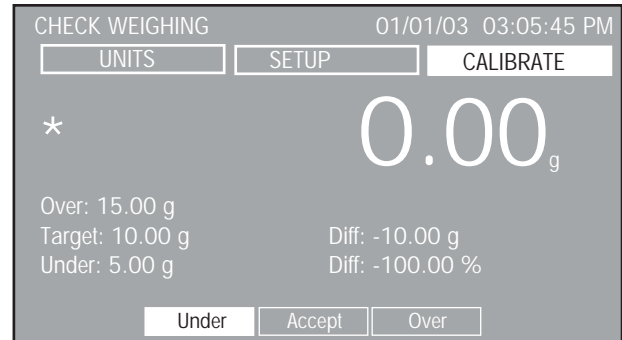 CHECK WEIGHING 01/01/03 03:05:45 PM
UNITS SETUP CALIBRATE
* 0.00 g
Over: 15.00 g
Target: 10.00 g Diff: -10.00 g
Under: 5.00 g Diff: -100.00 %
Under Accept Over